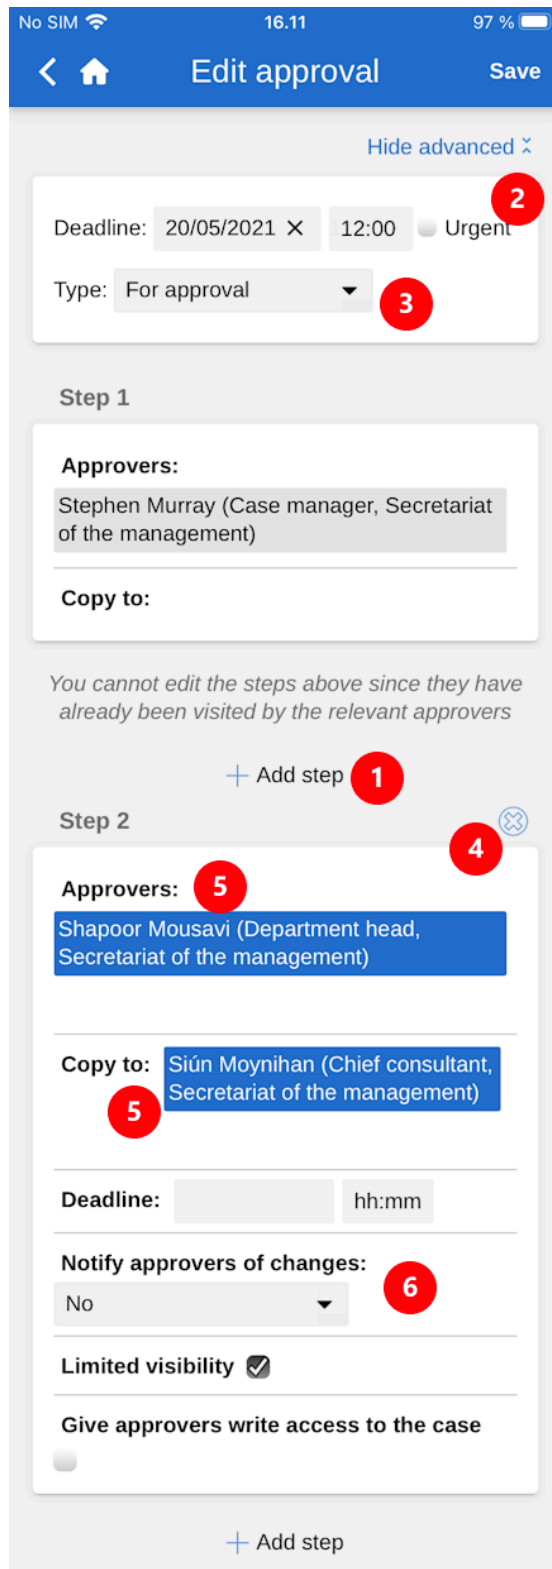 No SIM 16.11 97 %
Edit approval Save
Hide advanced
2
Deadline: 20/05/2021 12:00 Urgent
Type: For approval
3
Step 1
Approvers:
Stephen Murray (Case manager, Secretariat
of the management)
Copy to:
You cannot edit the steps above since they have
already been visited by the relevant approvers
+ Add step 1
Step 2
4
Approvers: 5
Shapoor Mousavi (Department head,
Secretariat of the management)
Copy to: Siún Moynihan (Chief consultant,
Secretariat of the management)
5
Deadline: hh:mm
Notify approvers of changes:
6
No
Limited visibility
Give approvers write access to the case
+ Add step